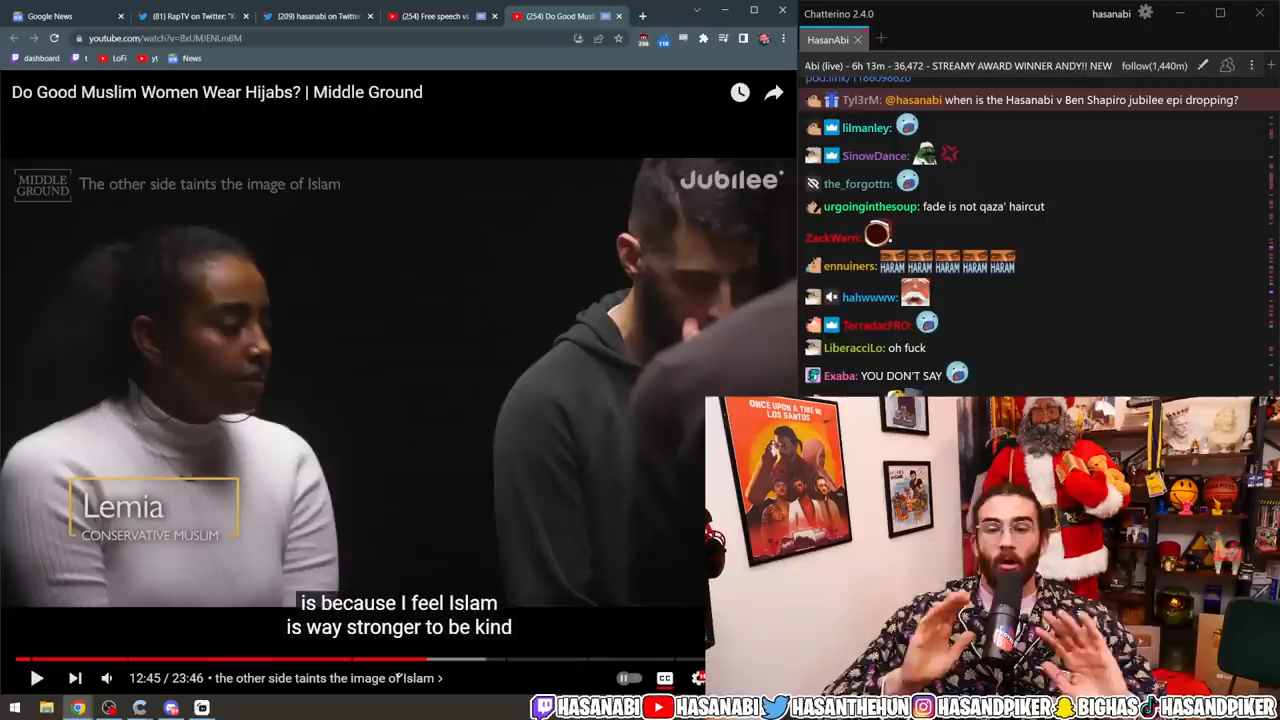 Google News
(81) RapTV on Twitter: "K
(209) hasanabi on Twitter
(254) Free speech vs
(254) Do Good Musl
youtube.com/watch?v=BxUMJENLmBM
286
118
dashboard
t
LoFi
yt
News
Do Good Muslim Women Wear Hijabs? | Middle Ground
MIDDLE
GROUND
The other side taints the image of Islam
Jubilee
Lemia
CONSERVATIVE MUSLIM
is because I feel Islam
is way stronger to be kind
12:45 / 23:46 • the other side taints the image of Islam
CC
Chatterino 2.4.0
hasanabi
HasanAbi
Abi (live) - 6h 13m - 36,472 - STREAMY AWARD WINNER ANDY!! NEW
follow(1,440m)
pod.link/1186098620
Tyl3rM: @hasanabi when is the Hasanabi v Ben Shapiro jubilee epi dropping?
lilmanley:
SinowDance:
the_forgottn:
urgoinginthesoup: fade is not qaza' haircut
ZackWarri:
ennuiners: HARAM HARAM HARAM HARAM HARAM
hahwwww:
TerradacFRO:
LiberacciLo: oh fuck
Exaba: YOU DON'T SAY
ONCE UPON A TIME IN
LOS SANTOS
HASANABI
HASANABI
HASANTHEHUN
HASANDPIKER
BIGHAS
HASANDPIKER